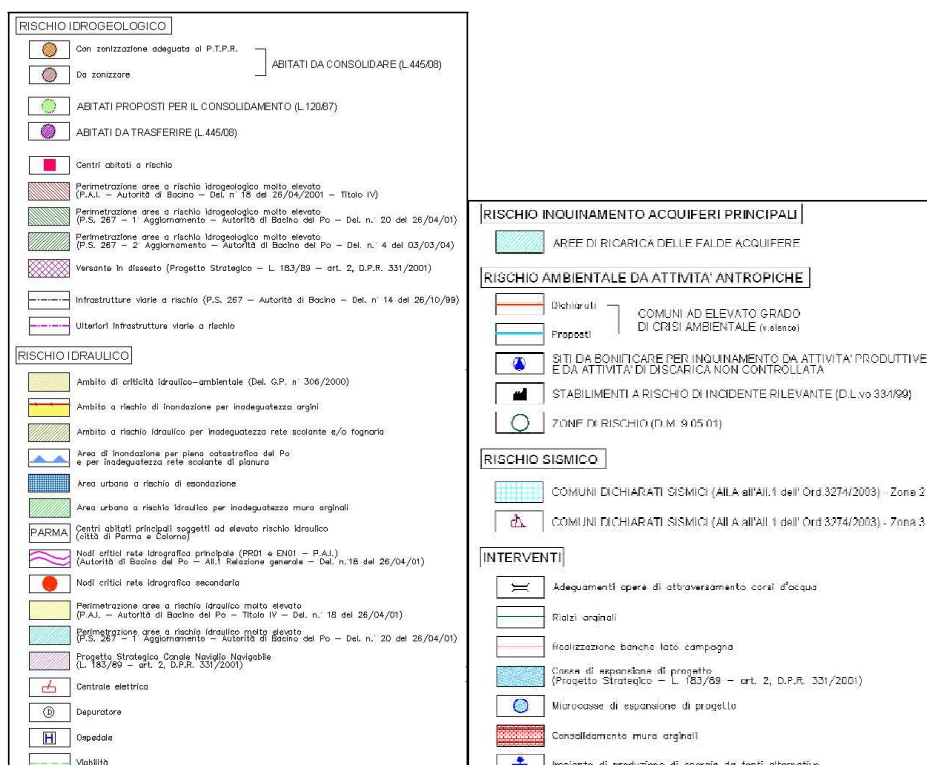 RISCHIO IDROGEOLOGICO
Con zonizzazione adeguata al P.T.P.R.
Da zonizzare
ABITATI DA CONSOLIDARE (L.445/08)
ABITATI PROPOSTI PER IL CONSOLIDAMENTO (L.120/87)
ABITATI DA TRASFERIRE (L.445/08)
Centri abitati a rischio
Perimetrazione aree a rischio idrogeologico molto elevato
(P.A.I. – Autorità di Bacino – Del. n° 18 del 26/04/2001 – Titolo IV)
Perimetrazione aree a rischio idrogeologico molto elevato
(P.S. 267 – 1° Aggiornamento – Autorità di Bacino del Po – Del. n.° 20 del 26/04/01)
Perimetrazione aree a rischio idrogeologico molto elevato
(P.S. 267 – 2° Aggiornamento – Autorità di Bacino del Po – Del. n.° 4 del 03/03/04)
Versante in dissesto (Progetto Strategico – L. 183/89 – art. 2, D.P.R. 331/2001)
Infrastrutture viarie a rischio (P.S. 267 – Autorità di Bacino – Del. n° 14 del 26/10/99)
Ulteriori infrastrutture viarie a rischio
RISCHIO IDRAULICO
Ambito di criticità idraulico–ambientale (Del. G.P. n° 306/2000)
Ambito a rischio di inondazione per inadeguatezza argini
Ambito a rischio idraulico per inadeguatezza rete scolante e/o fognaria
Area di inondazione per piena catastrofica del Po
e per inadeguatezza rete scolante di pianura
Area urbana a rischio di esondazione
Area urbana a rischio idraulico per inadeguatezza mura arginali
PARMA
Centri abitati principali soggetti ad elevato rischio idraulico
(città di Parma e Colorno)
Nodi critici rete idrografica principale (PR01 e EN01 – P.A.I.)
(Autorità di Bacino del Po – All.1 Relazione generale – Del. n.18 del 26/04/01)
Nodi critici rete idrografica secondaria
Perimetrazione aree a rischio idraulico molto elevato
(P.A.I. – Autorità di Bacino del Po – Titolo IV – Del. n° 18 del 26/04/01)
Perimetrazione aree a rischio idraulico molto elevato
(P.S. 267 – 1° Aggiornamento – Autorità di Bacino del Po – Del. n.° 20 del 26/04/01)
Progetto Strategico Canale Naviglio Navigabile
(L. 183/89 – art. 2, D.P.R. 331/2001)
Centrale elettrica
D
Depuratore
H
Ospedale
Viabilità
RISCHIO INQUINAMENTO ACQUIFERI PRINCIPALI
AREE DI RICARICA DELLE FALDE ACQUIFERE
RISCHIO AMBIENTALE DA ATTIVITA' ANTROPICHE
Dichiarati
Proposti
COMUNI AD ELEVATO GRADO
DI CRISI AMBIENTALE (v.elenco)
SITI DA BONIFICARE PER INQUINAMENTO DA ATTIVITA' PRODUTTIVE
E DA ATTIVITA' DI DISCARICA NON CONTROLLATA
STABILIMENTI A RISCHIO DI INCIDENTE RILEVANTE (D.L.vo 334/99)
ZONE DI RISCHIO (D.M. 9.05.01)
RISCHIO SISMICO
COMUNI DICHIARATI SISMICI (All.A all'All.1 dell' Ord.3274/2003) - Zona 2
COMUNI DICHIARATI SISMICI (All.A all'All.1 dell' Ord.3274/2003) - Zona 3
INTERVENTI
Adeguamenti opere di attraversamento corsi d'acqua
Rialzi arginali
Realizzazione banche lato campagna
Casse di espansione di progetto
(Progetto Strategico – L. 183/89 – art. 2, D.P.R. 331/2001)
Microcasse di espansione di progetto
Consolidamento mura arginali
Impianto di produzione di energia da fonti alternative